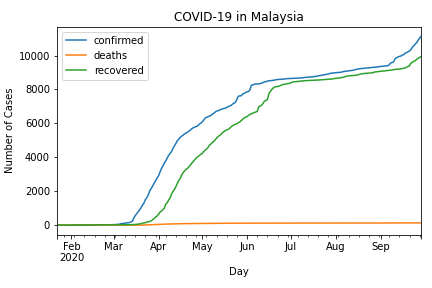 COVID-19 in Malaysia
confirmed
deaths
recovered
Number of Cases
10000
8000
6000
4000
2000
0
Feb Mar Apr May Jun Jul Aug Sep
2020
Day